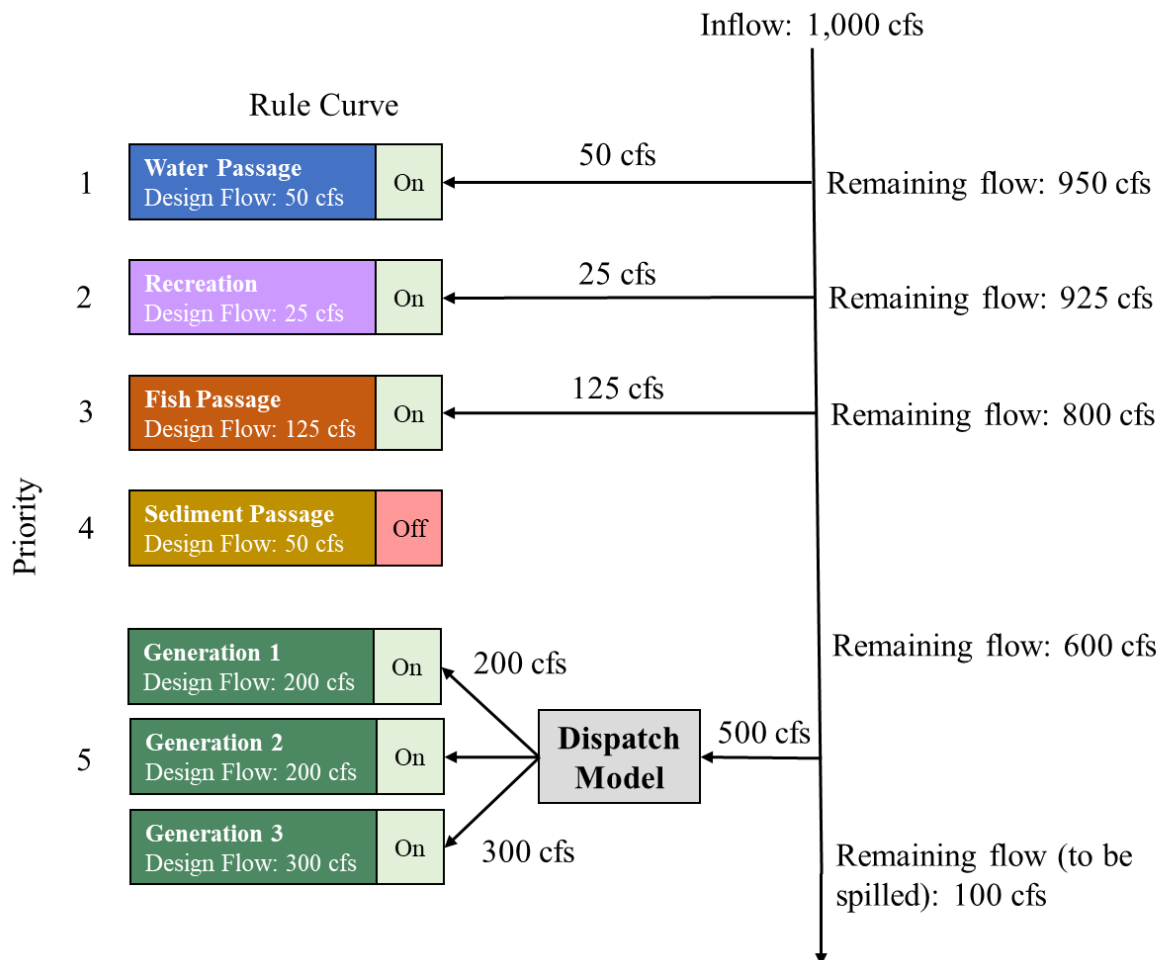 Inflow: 1,000 cfs
Rule Curve
Priority
1
Water Passage
Design Flow: 50 cfs
On
50 cfs
Remaining flow: 950 cfs
2
Recreation
Design Flow: 25 cfs
On
25 cfs
Remaining flow: 925 cfs
3
Fish Passage
Design Flow: 125 cfs
On
125 cfs
Remaining flow: 800 cfs
4
Sediment Passage
Design Flow: 50 cfs
Off
Remaining flow: 600 cfs
5
Generation 1
Design Flow: 200 cfs
On
200 cfs
Generation 2
Design Flow: 200 cfs
On
Dispatch
Model
500 cfs
Generation 3
Design Flow: 300 cfs
On
300 cfs
Remaining flow (to be
spilled): 100 cfs